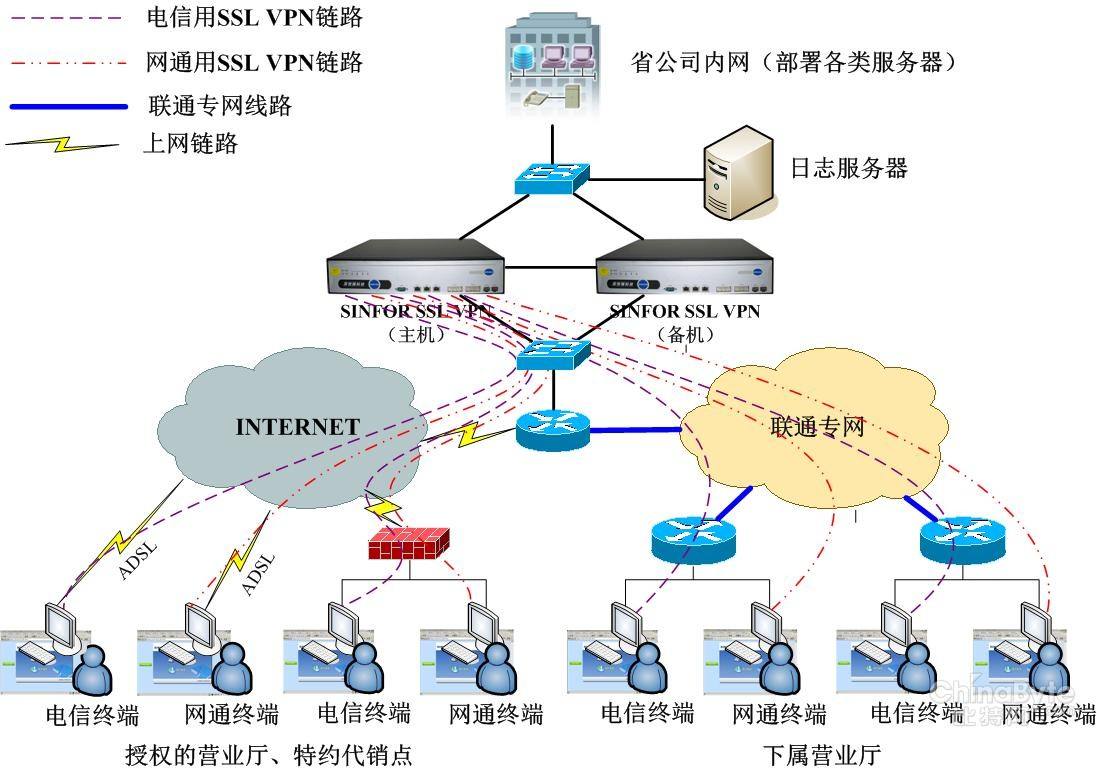 电信用SSL VPN链路
网通用SSL VPN链路
联通专网线路
上网链路
省公司内网（部署各类服务器）
日志服务器
SINFOR SSL VPN
（主机）
SINFOR SSL VPN
（备机）
INTERNET
联通专网
ADSL
ADSL
电信终端
网通终端
电信终端
网通终端
电信终端
网通终端
电信终端
网通终端
授权的营业厅、特约代销点
下属营业厅
ChinaByte
比特网